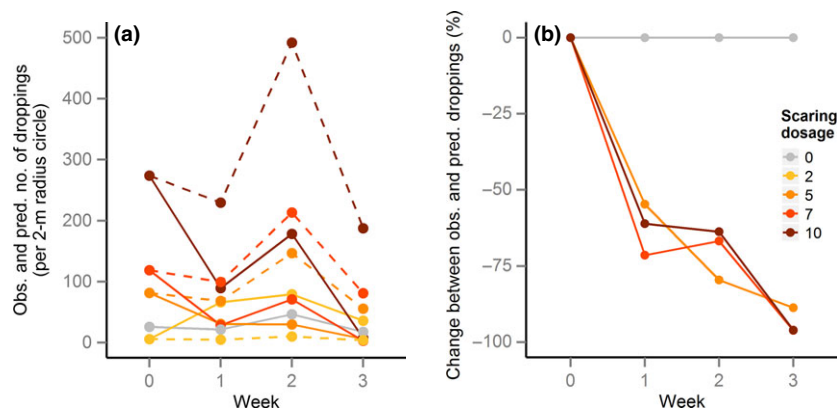 (a)
Obs. and pred. no. of droppings
(per 2-m radius circle)
500
400
300
200
100
0
0
1
2
3
Week
(b)
Change between obs. and pred. droppings (%)
0
−25
−50
−75
−100
0
1
2
3
Week
Scaring
dosage
0
2
5
7
10